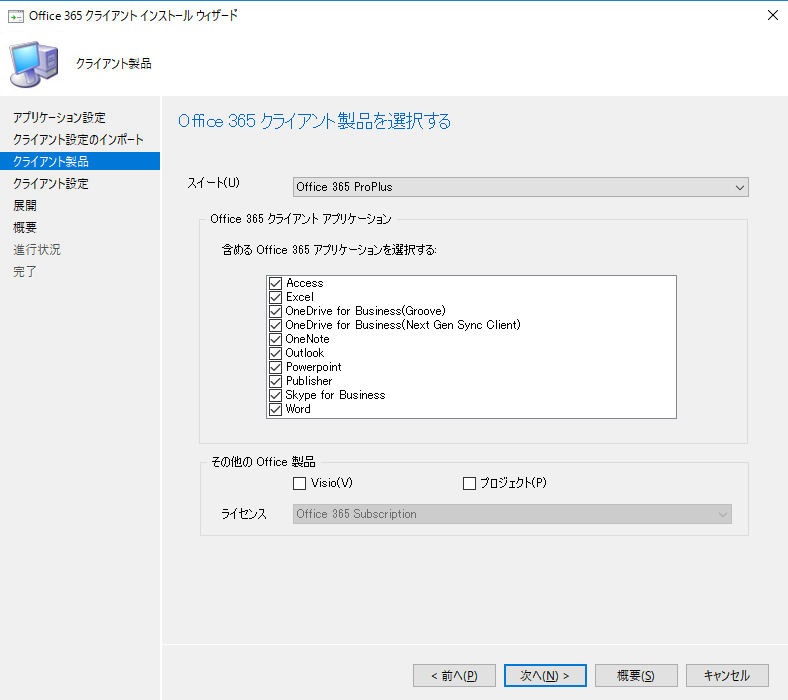 Office 365 クライアント インストール ウィザード
クライアント製品
アプリケーション設定
クライアント設定のインポート
クライアント製品
クライアント設定
展開
概要
進行状況
完了
Office 365 クライアント製品を選択する
スイート(U)
Office 365 ProPlus
Office 365 クライアント アプリケーション
含める Office 365 アプリケーションを選択する:
Access
Excel
OneDrive for Business(Groove)
OneDrive for Business(Next Gen Sync Client)
OneNote
Outlook
Powerpoint
Publisher
Skype for Business
Word
その他の Office 製品
Visio(V)
プロジェクト(P)
ライセンス
Office 365 Subscription
< 前へ(P)
次へ(N) >
概要(S)
キャンセル